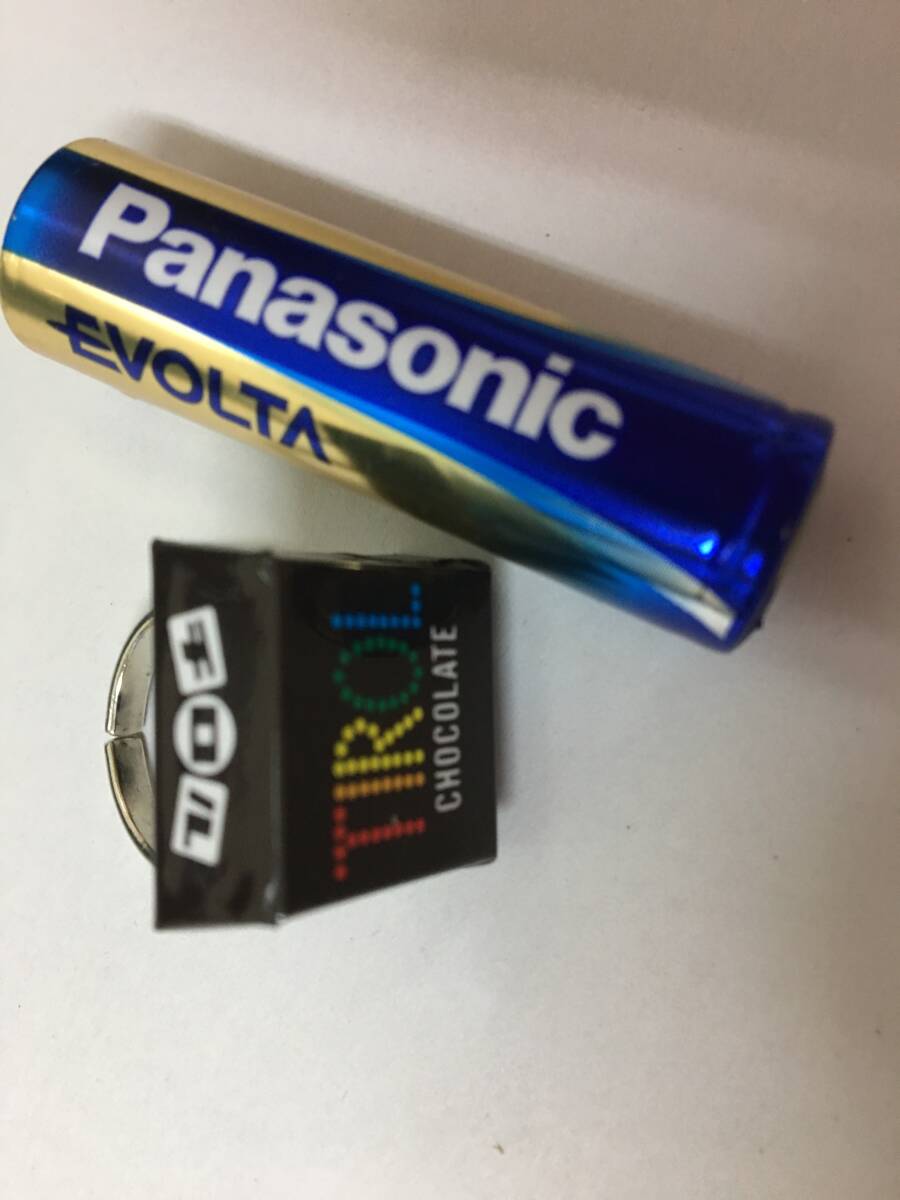 Panasonic
EVOLTA
チロル
TIROL
CHOCOLATE